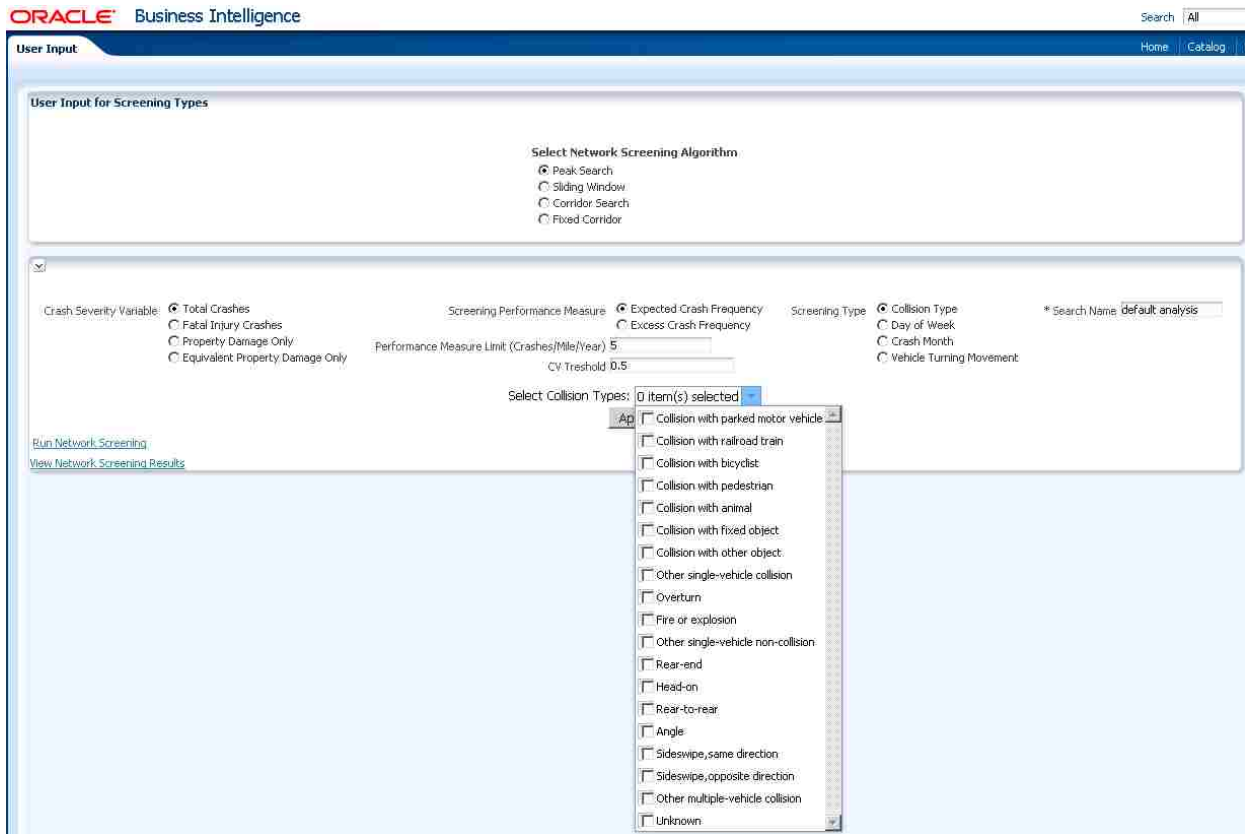 ORACLE Business Intelligence
Search All
User Input
Home Catalog
User Input for Screening Types
Select Network Screening Algorithm
Peak Search
Sliding Window
Corridor Search
Fixed Corridor
Crash Severity Variable
Total Crashes
Fatal Injury Crashes
Property Damage Only
Equivalent Property Damage Only
Screening Performance Measure
Expected Crash Frequency
Excess Crash Frequency
Performance Measure Limit (Crashes/Mile/Year) 5
CV Treshold 0.5
Screening Type
Collision Type
Day of Week
Crash Month
Vehicle Turning Movement
* Search Name default analysis
Select Collision Types: 0 item(s) selected
Ap
Collision with parked motor vehicle
Collision with railroad train
Collision with bicyclist
Collision with pedestrian
Collision with animal
Collision with fixed object
Collision with other object
Other single-vehicle collision
Overturn
Fire or explosion
Other single-vehicle non-collision
Rear-end
Head-on
Rear-to-rear
Angle
Sideswipe,same direction
Sideswipe,opposite direction
Other multiple-vehicle collision
Unknown
Run Network Screening
View Network Screening Results